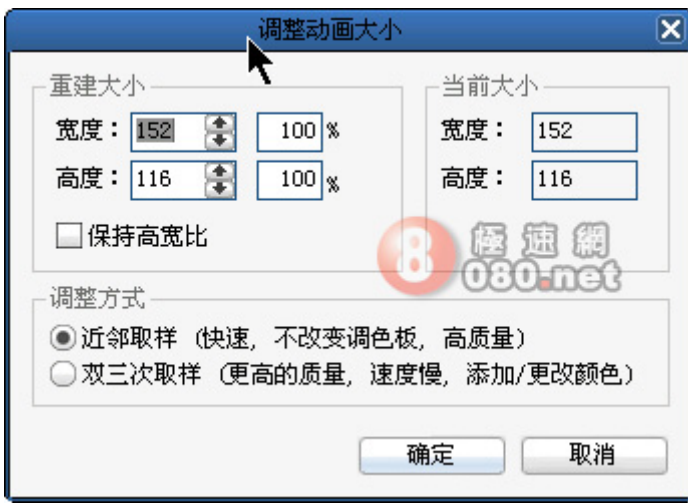 调整动画大小
重建大小
宽度：152 100 %
高度：116 100 %
保持高宽比
当前大小
宽度：152
高度：116
8 極速網
080.net
调整方式
近邻取样（快速，不改变调色板，高质量）
双三次取样（更高的质量，速度慢，添加/更改颜色）
确定 取消